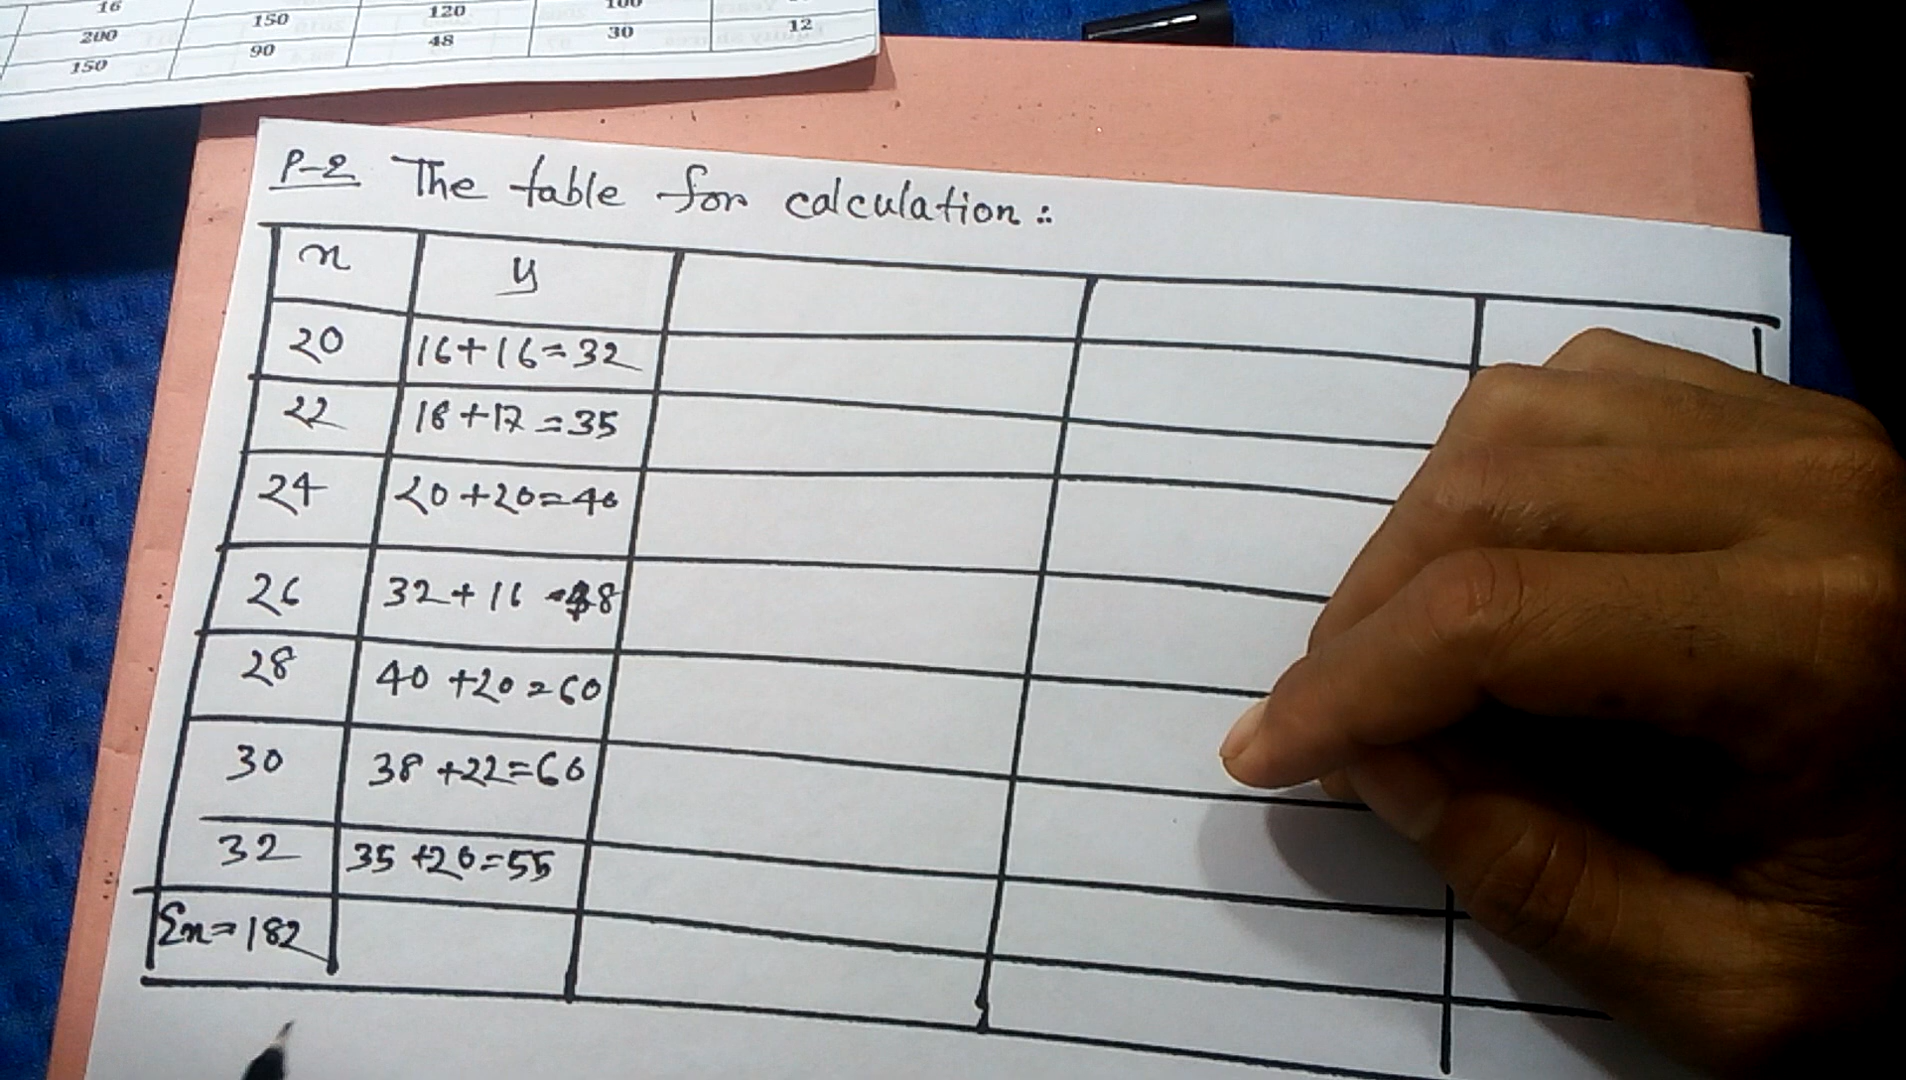 16 150 120 100
200 90 48 30 12
150
P-2 The table for calculation:
x y
20 16+16=32
22 18+17=35
24 20+20=40
26 32+16=48
28 40+20=60
30 38+22=60
32 35+20=55
Σx=182